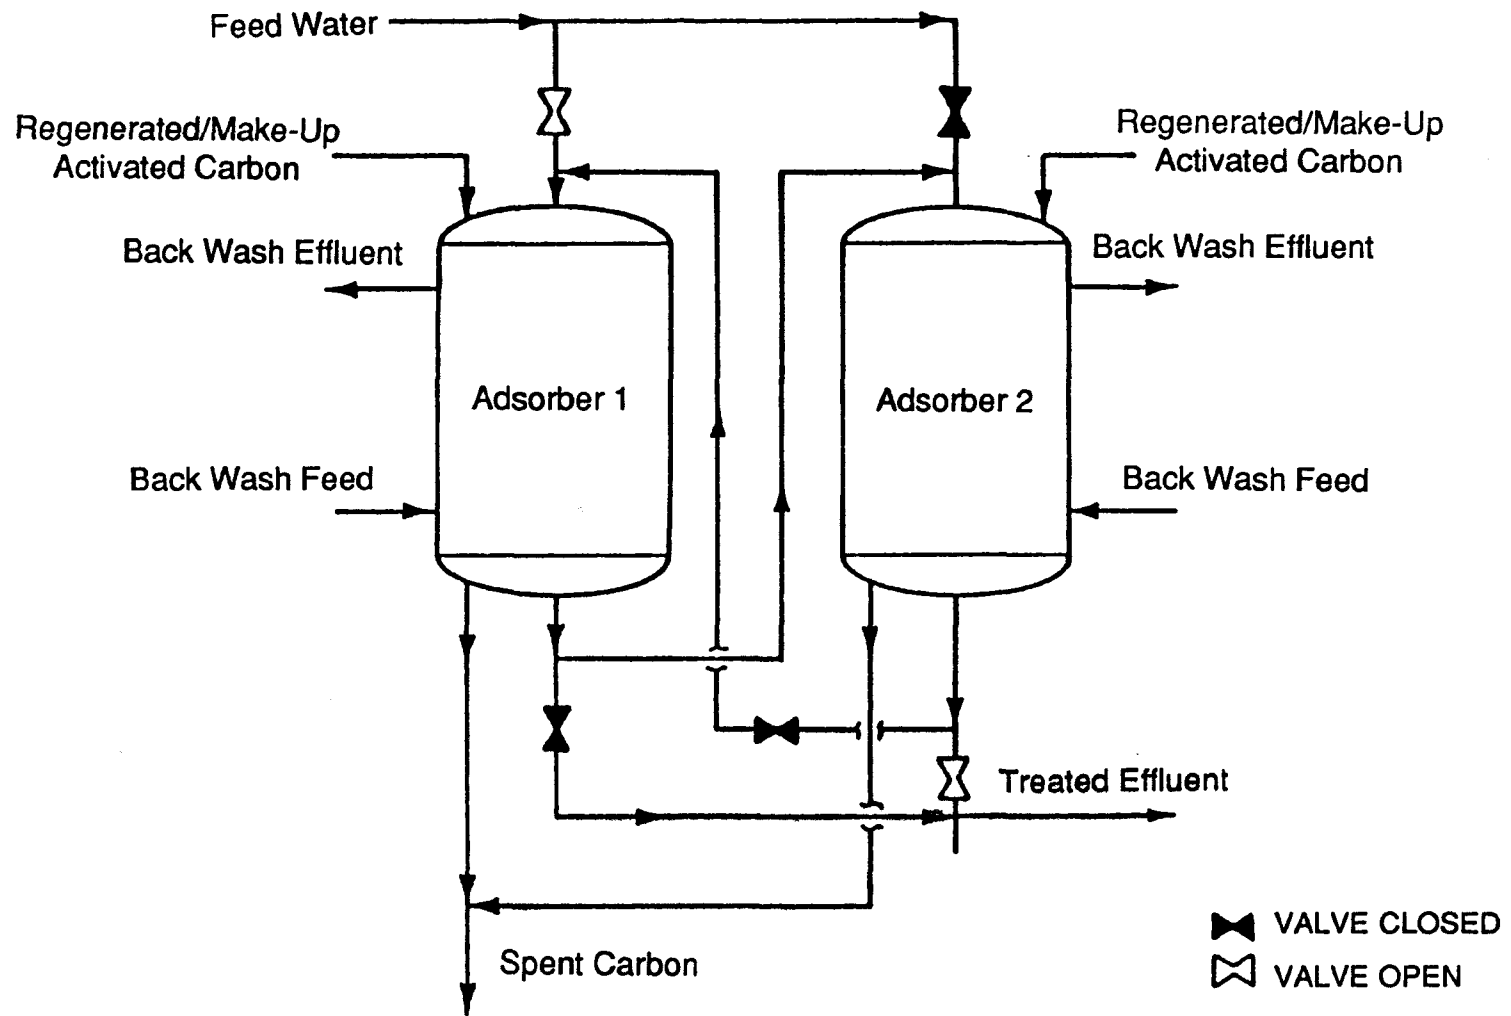 Feed Water
Regenerated/Make-Up
Activated Carbon
Regenerated/Make-Up
Activated Carbon
Back Wash Effluent
Back Wash Effluent
Adsorber 1
Adsorber 2
Back Wash Feed
Back Wash Feed
Treated Effluent
Spent Carbon
VALVE CLOSED
VALVE OPEN